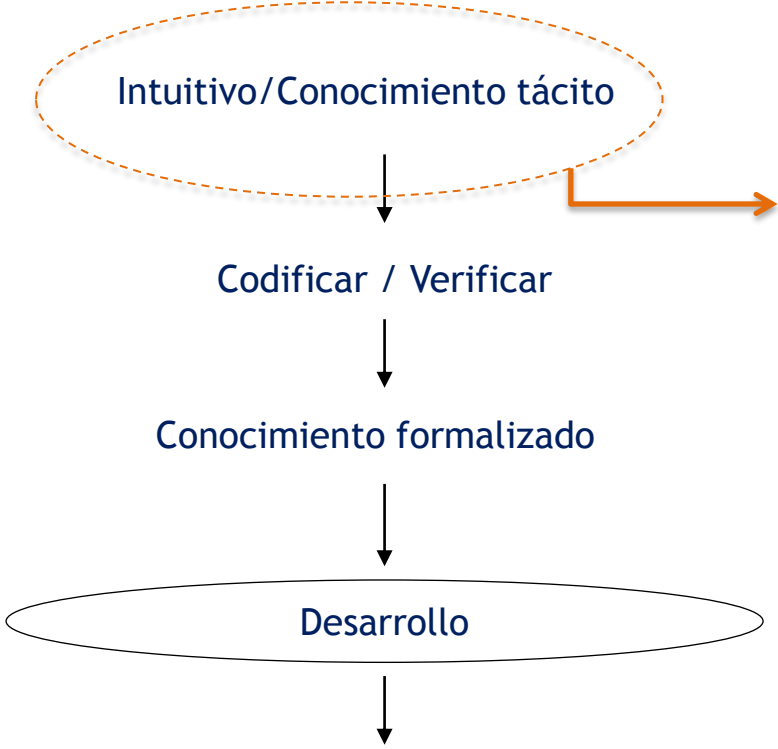 Intuitivo/Conocimiento tácito
Codificar / Verificar
Conocimiento formalizado
Desarrollo